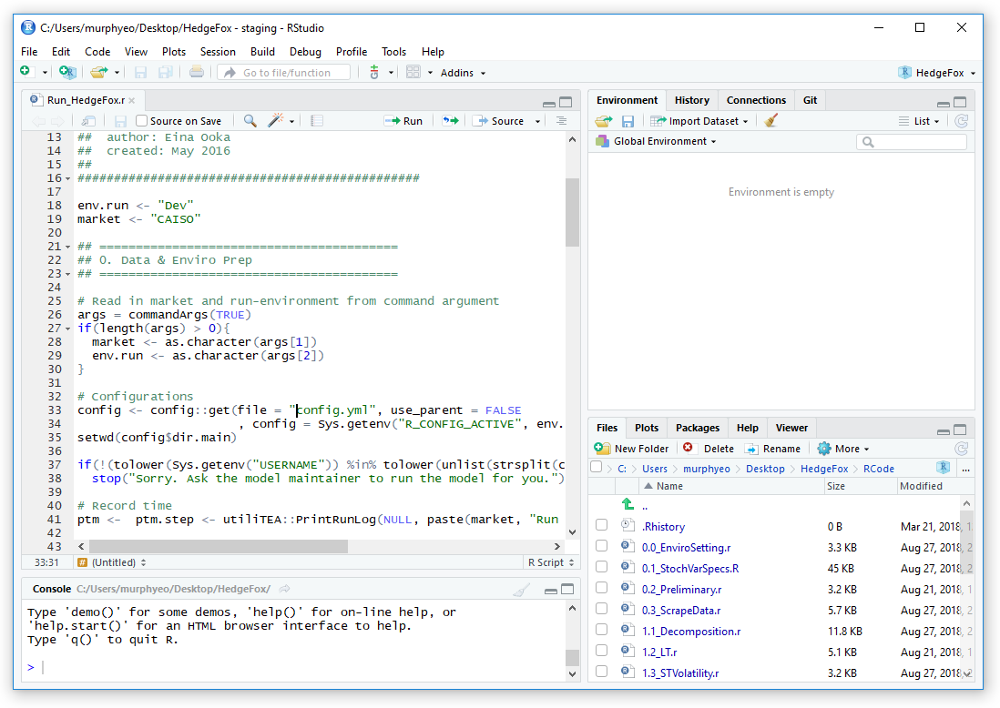 C:/Users/murphyeo/Desktop/HedgeFox - staging - RStudio
File Edit Code View Plots Session Build Debug Profile Tools Help
Go to file/function Addins HedgeFox
Run_HedgeFox.r
Source on Save Run Source
13 ##  author: Eina Ooka
14 ##  created: May 2016
15 ##
16 ###############################################
17
18 env.run <- "Dev"
19 market <- "CAISO"
20
21 ## =========================================
22 ## 0. Data & Enviro Prep
23 ## =========================================
24
25 # Read in market and run-environment from command argument
26 args = commandArgs(TRUE)
27 if(length(args) > 0){
28   market <- as.character(args[1])
29   env.run <- as.character(args[2])
30 }
31
32 # Configurations
33 config <- config::get(file = "config.yml", use_parent = FALSE
34                       , config = Sys.getenv("R_CONFIG_ACTIVE", env.
35 setwd(config$dir.main)
36
37 if(!(tolower(Sys.getenv("USERNAME")) %in% tolower(unlist(strsplit(c
38   stop("Sorry. Ask the model maintainer to run the model for you.")
39
40 # Record time
41 ptm <-  ptm.step <- utiliTEA::PrintRunLog(NULL, paste(market, "Run
42
43
33:31 # (Untitled) R Script
Console C:/Users/murphyeo/Desktop/HedgeFox/
Type 'demo()' for some demos, 'help()' for on-line help, or
'help.start()' for an HTML browser interface to help.
Type 'q()' to quit R.
>
Environment History Connections Git
Import Dataset List
Global Environment
Environment is empty
Files Plots Packages Help Viewer
New Folder Delete Rename More
C: Users murphyeo Desktop HedgeFox RCode ...
Name Size Modified
..
.Rhistory 0 B Mar 21, 2018, 1
0.0_EnviroSetting.r 3.3 KB Aug 27, 2018, 2
0.1_StochVarSpecs.R 45 KB Aug 27, 2018, 2
0.2_Preliminary.r 3.2 KB Aug 21, 2018, 1
0.3_ScrapeData.r 5.7 KB Aug 27, 2018, 2
1.1_Decomposition.r 11.8 KB Aug 27, 2018, 2
1.2_LT.r 5.1 KB Aug 21, 2018, 1
1.3_STVolatility.r 3.2 KB Aug 27, 2018, 2